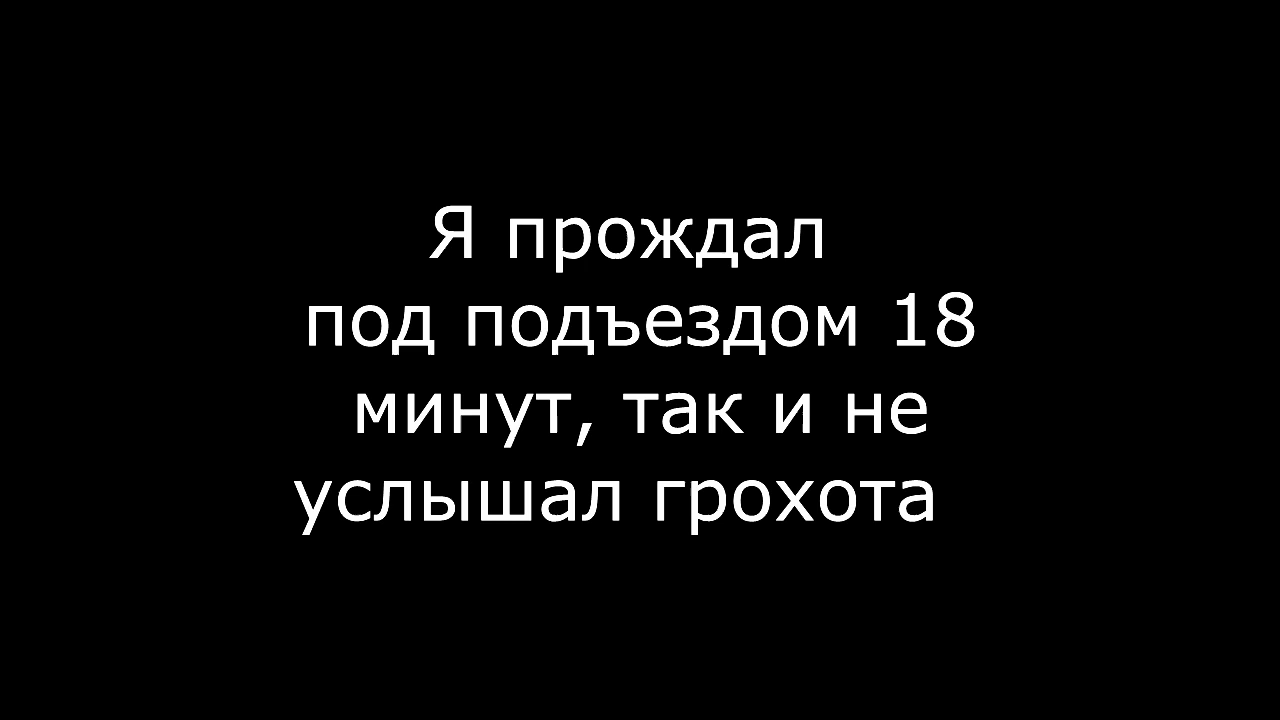 Я прождал
под подъездом 18
минут, так и не
услышал грохота